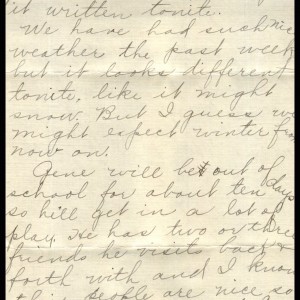 it written tonite.
We have had such nice
weather the past week
but it looks different
tonite, like it might
snow. But I guess we
might expect winter from
now on.
Gene will be out of
school for about ten days
so hill get in a lot of
play. He has two or three
friends he visits back &
forth with and I know
people are nice so